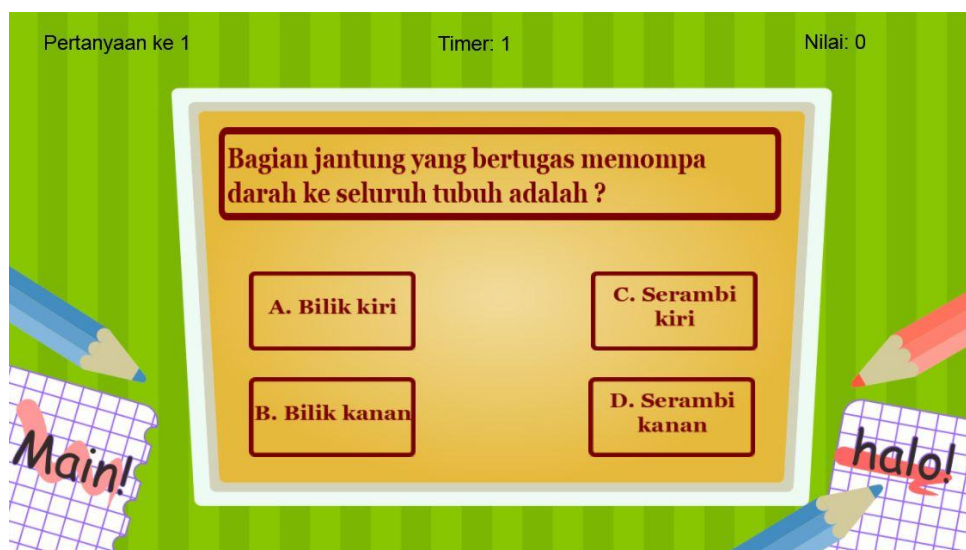 Pertanyaan ke 1
Timer: 1
Nilai: 0
Bagian jantung yang bertugas memompa
darah ke seluruh tubuh adalah ?
A. Bilik kiri
B. Bilik kanan
C. Serambi
kiri
D. Serambi
kanan
Main!
halo!